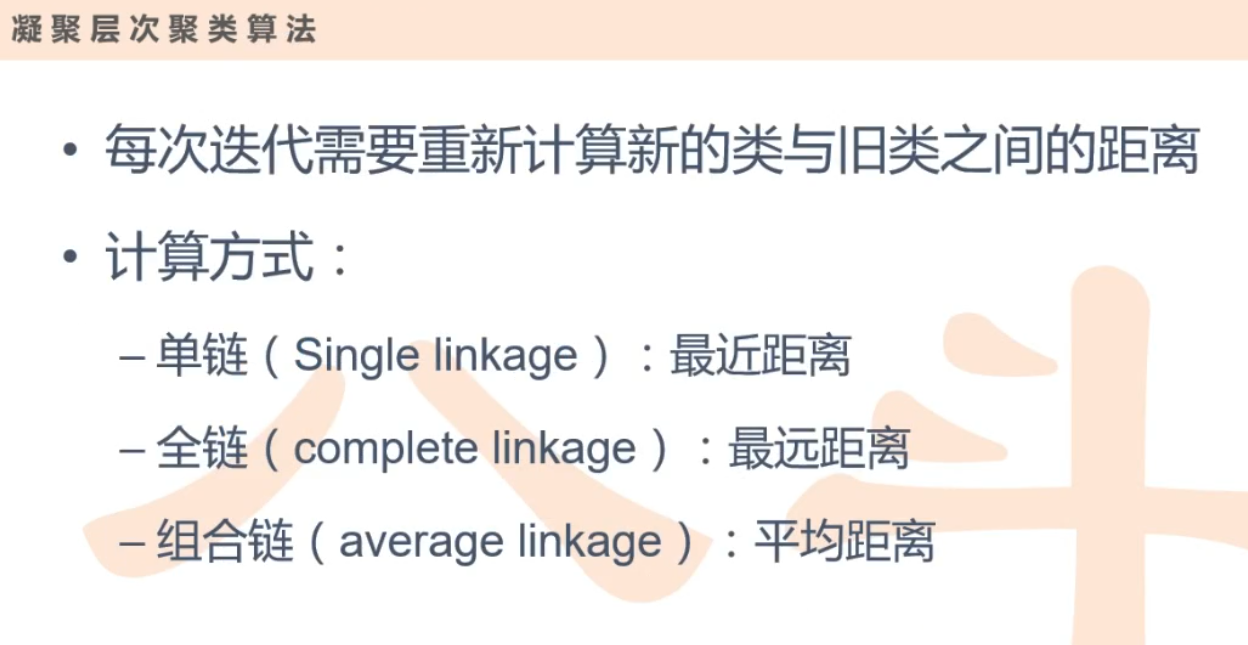 凝聚层次聚类算法
• 每次迭代需要重新计算新的类与旧类之间的距离
• 计算方式：
– 单链（Single linkage）：最近距离
– 全链（complete linkage）：最远距离
– 组合链（average linkage）：平均距离
八斗